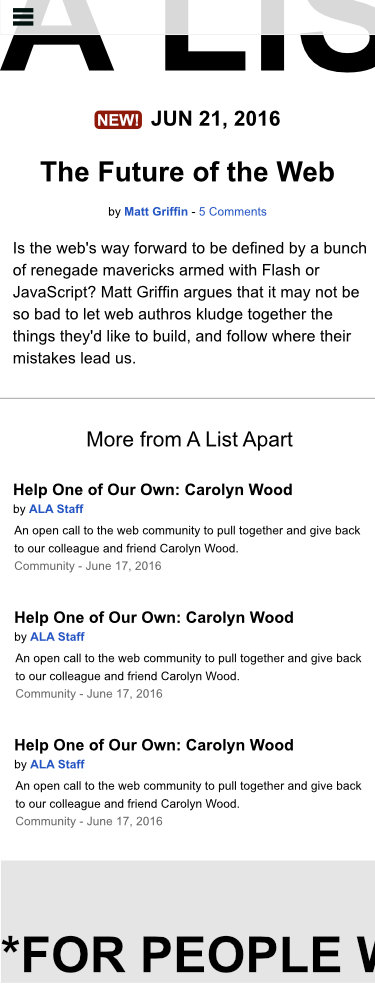 A LIS
NEW! JUN 21, 2016
The Future of the Web
by Matt Griffin - 5 Comments
Is the web's way forward to be defined by a bunch
of renegade mavericks armed with Flash or
JavaScript? Matt Griffin argues that it may not be
so bad to let web authros kludge together the
things they'd like to build, and follow where their
mistakes lead us.
More from A List Apart
Help One of Our Own: Carolyn Wood
by ALA Staff
An open call to the web community to pull together and give back
to our colleague and friend Carolyn Wood.
Community - June 17, 2016
Help One of Our Own: Carolyn Wood
by ALA Staff
An open call to the web community to pull together and give back
to our colleague and friend Carolyn Wood.
Community - June 17, 2016
Help One of Our Own: Carolyn Wood
by ALA Staff
An open call to the web community to pull together and give back
to our colleague and friend Carolyn Wood.
Community - June 17, 2016
*FOR PEOPLE W